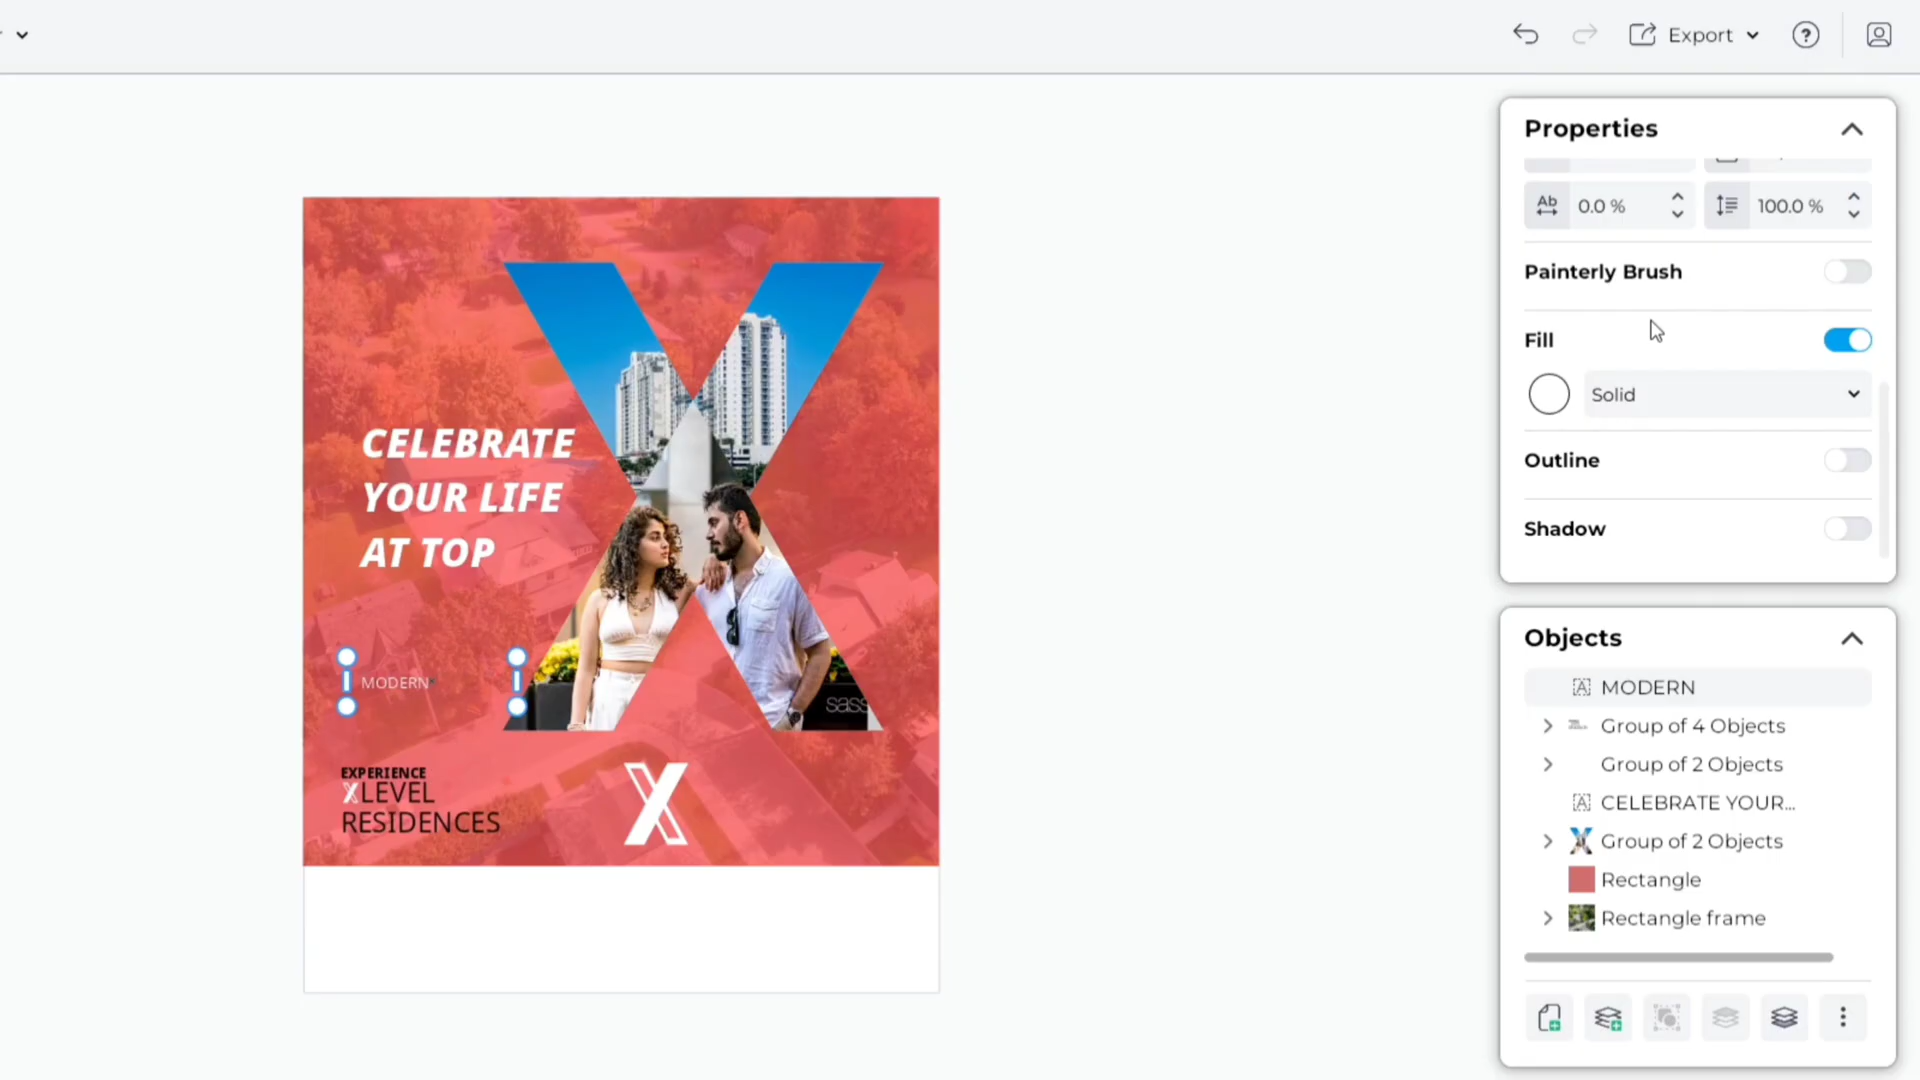 Export
?
Properties
Ab 0.0 % 100.0 %
Painterly Brush
Fill
Solid
Outline
Shadow
CELEBRATE
YOUR LIFE
AT TOP
MODERN
sass
EXPERIENCE
XLEVEL
RESIDENCES
X
Objects
MODERN
Group of 4 Objects
Group of 2 Objects
CELEBRATE YOUR...
Group of 2 Objects
Rectangle
Rectangle frame